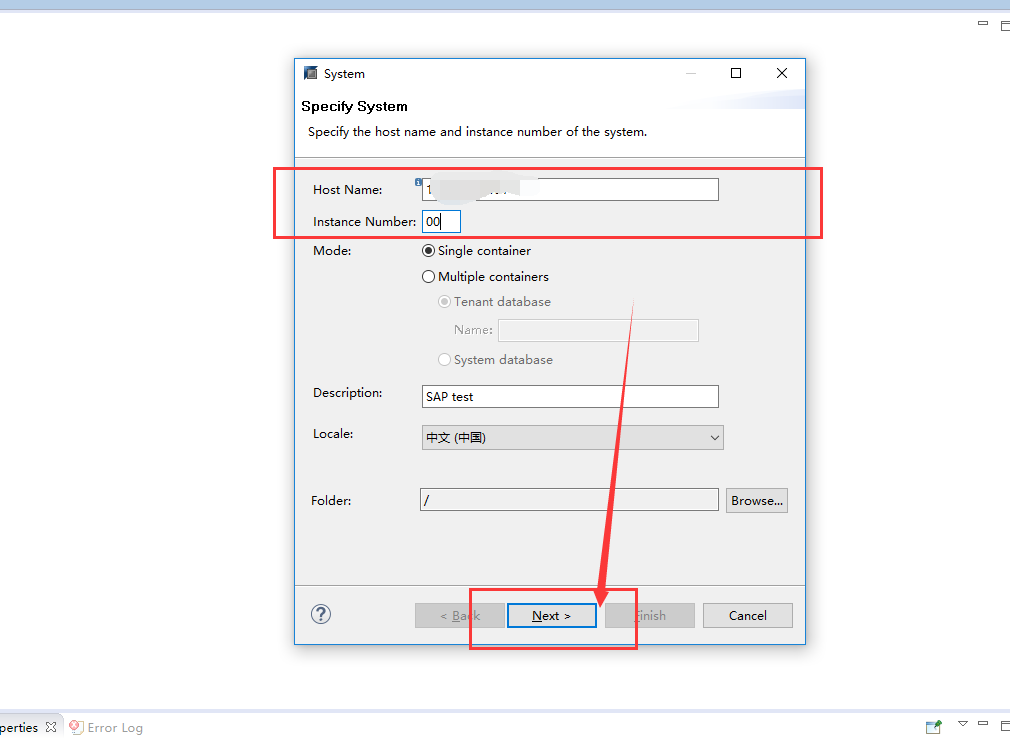 System
Specify System
Specify the host name and instance number of the system.
Host Name:
Instance Number: 00
Mode: Single container
Multiple containers
Tenant database
Name:
System database
Description: SAP test
Locale: 中文 (中国)
Folder: / Browse...
< Back Next > Finish Cancel
perties Error Log